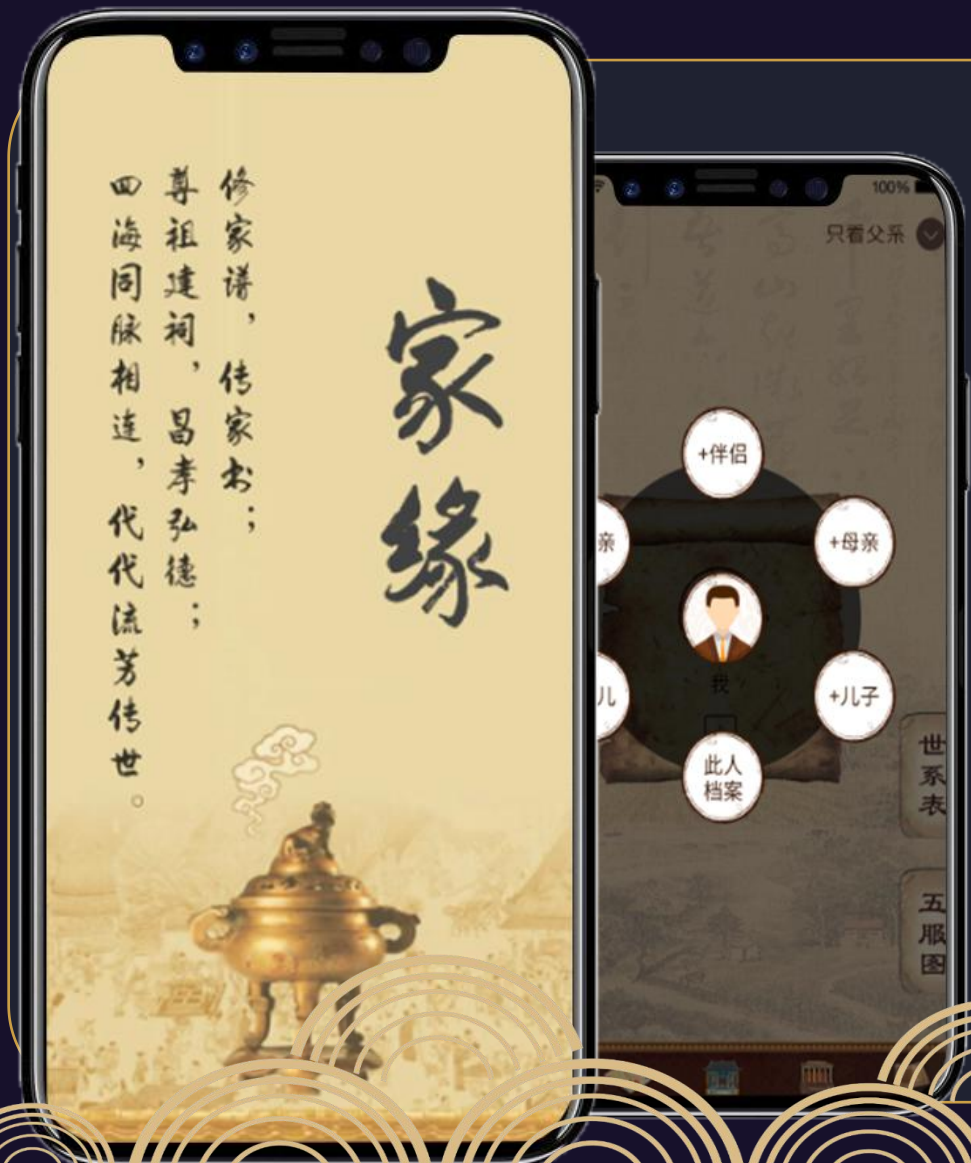 家缘
修家谱，传家书；
尊祖建祠，昌孝弘德；
四海同脉相连，代代流芳传世。
100%
只看父系
+伴侣
亲
+母亲
我
儿
+儿子
此人
档案
世系表
五服图